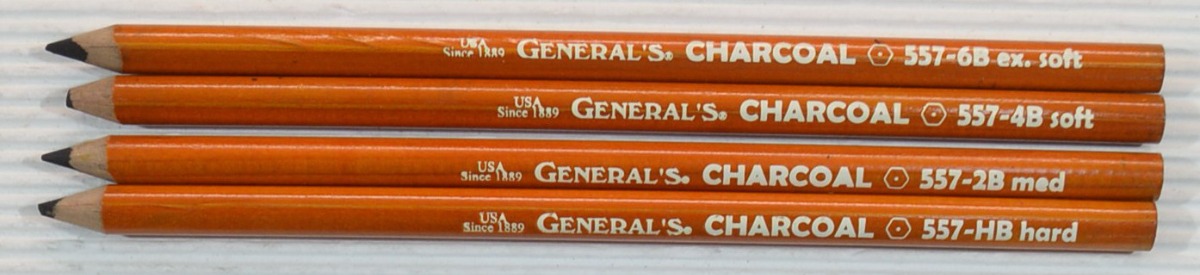 USA
Since 1889 GENERAL'S® CHARCOAL 557-6B ex. soft
USA
Since 1889 GENERAL'S® CHARCOAL 557-4B soft
USA
Since 1889 GENERAL'S® CHARCOAL 557-2B med
USA
Since 1889 GENERAL'S® CHARCOAL 557-HB hard